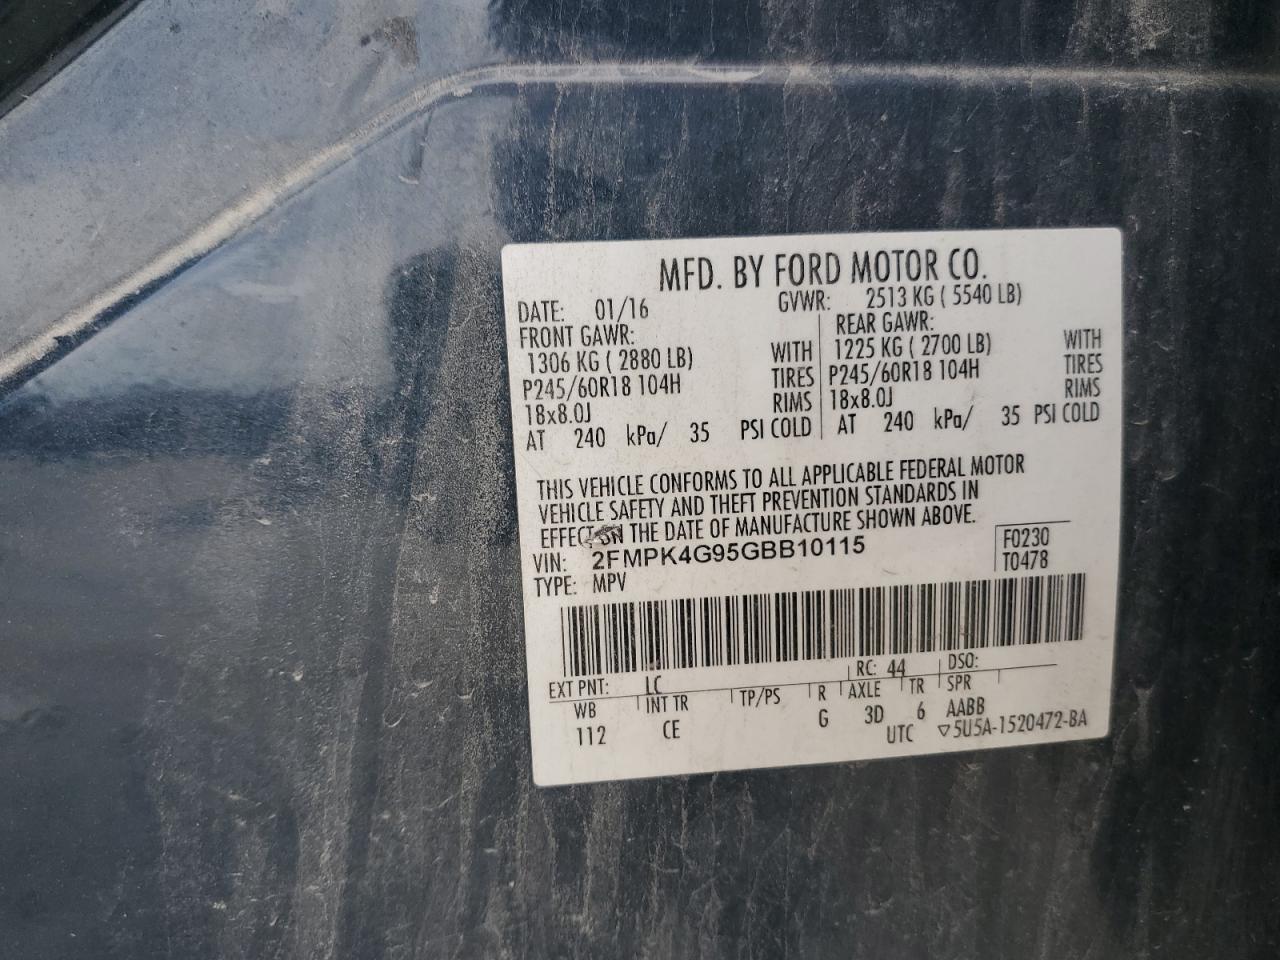 MFD. BY FORD MOTOR CO.
DATE: 01/16 GVWR: 2513 KG ( 5540 LB)
FRONT GAWR: REAR GAWR:
1306 KG ( 2880 LB) WITH 1225 KG ( 2700 LB) WITH
P245/60R18 104H TIRES P245/60R18 104H TIRES
18x8.0J RIMS 18x8.0J RIMS
AT 240 kPa/ 35 PSI COLD AT 240 kPa/ 35 PSI COLD
THIS VEHICLE CONFORMS TO ALL APPLICABLE FEDERAL MOTOR
VEHICLE SAFETY AND THEFT PREVENTION STANDARDS IN
EFFECT ON THE DATE OF MANUFACTURE SHOWN ABOVE.
VIN: 2FMPK4G95GBB10115 F0230
TYPE: MPV T0478
EXT PNT: LC RC: 44 DSO:
WB INT TR TP/PS R AXLE TR SPR
112 CE G 3D 6 AABB
UTC ▽5U5A-1520472-BA